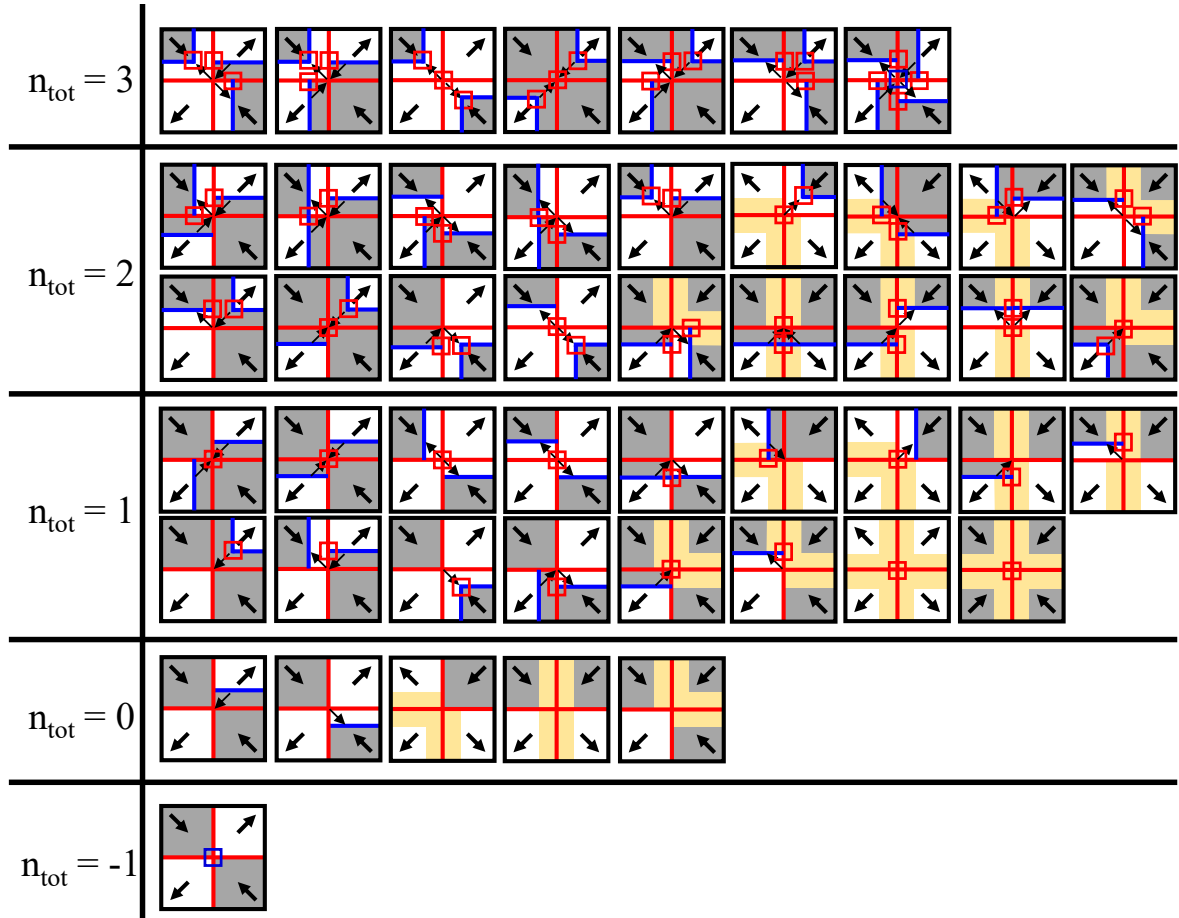 n_tot = 3
n_tot = 2
n_tot = 1
n_tot = 0
n_tot = -1